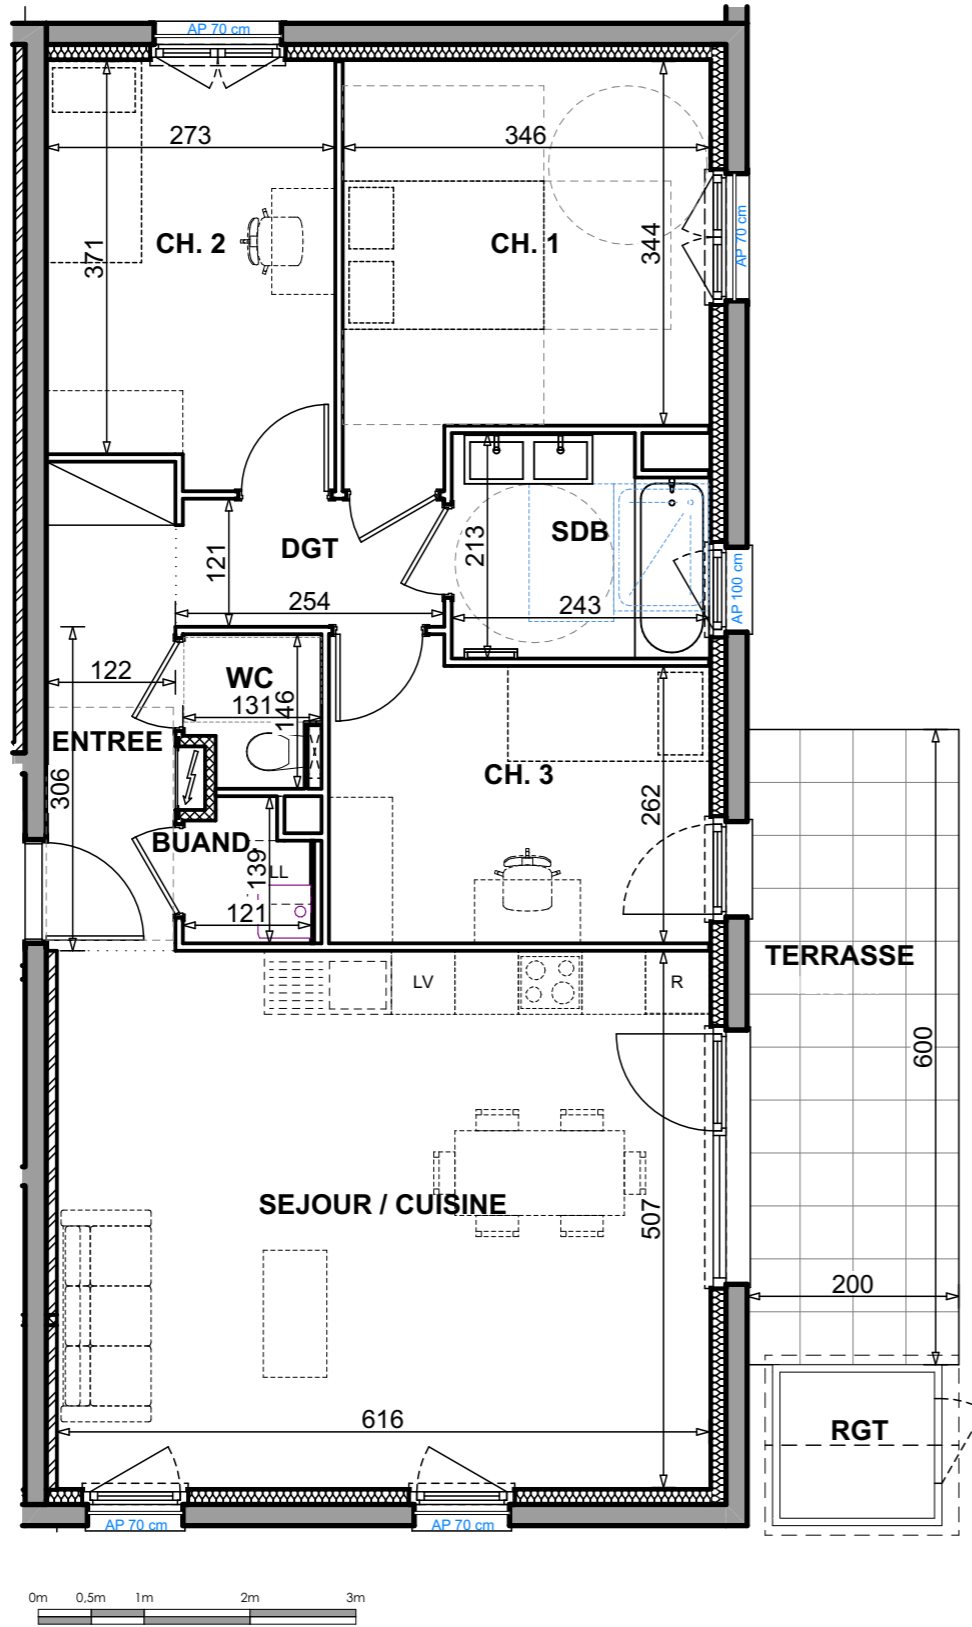 AP 70 cm
273
346
371
CH. 2
CH. 1
344
AP 70 cm
DGT
121
254
213
SDB
243
AP 100 cm
122
WC
131
146
ENTREE
306
CH. 3
262
BUAND
139
LL
121
TERRASSE
LV
R
600
SEJOUR / CUISINE
507
200
616
RGT
AP 70 cm
AP 70 cm
0m 0,5m 1m 2m 3m